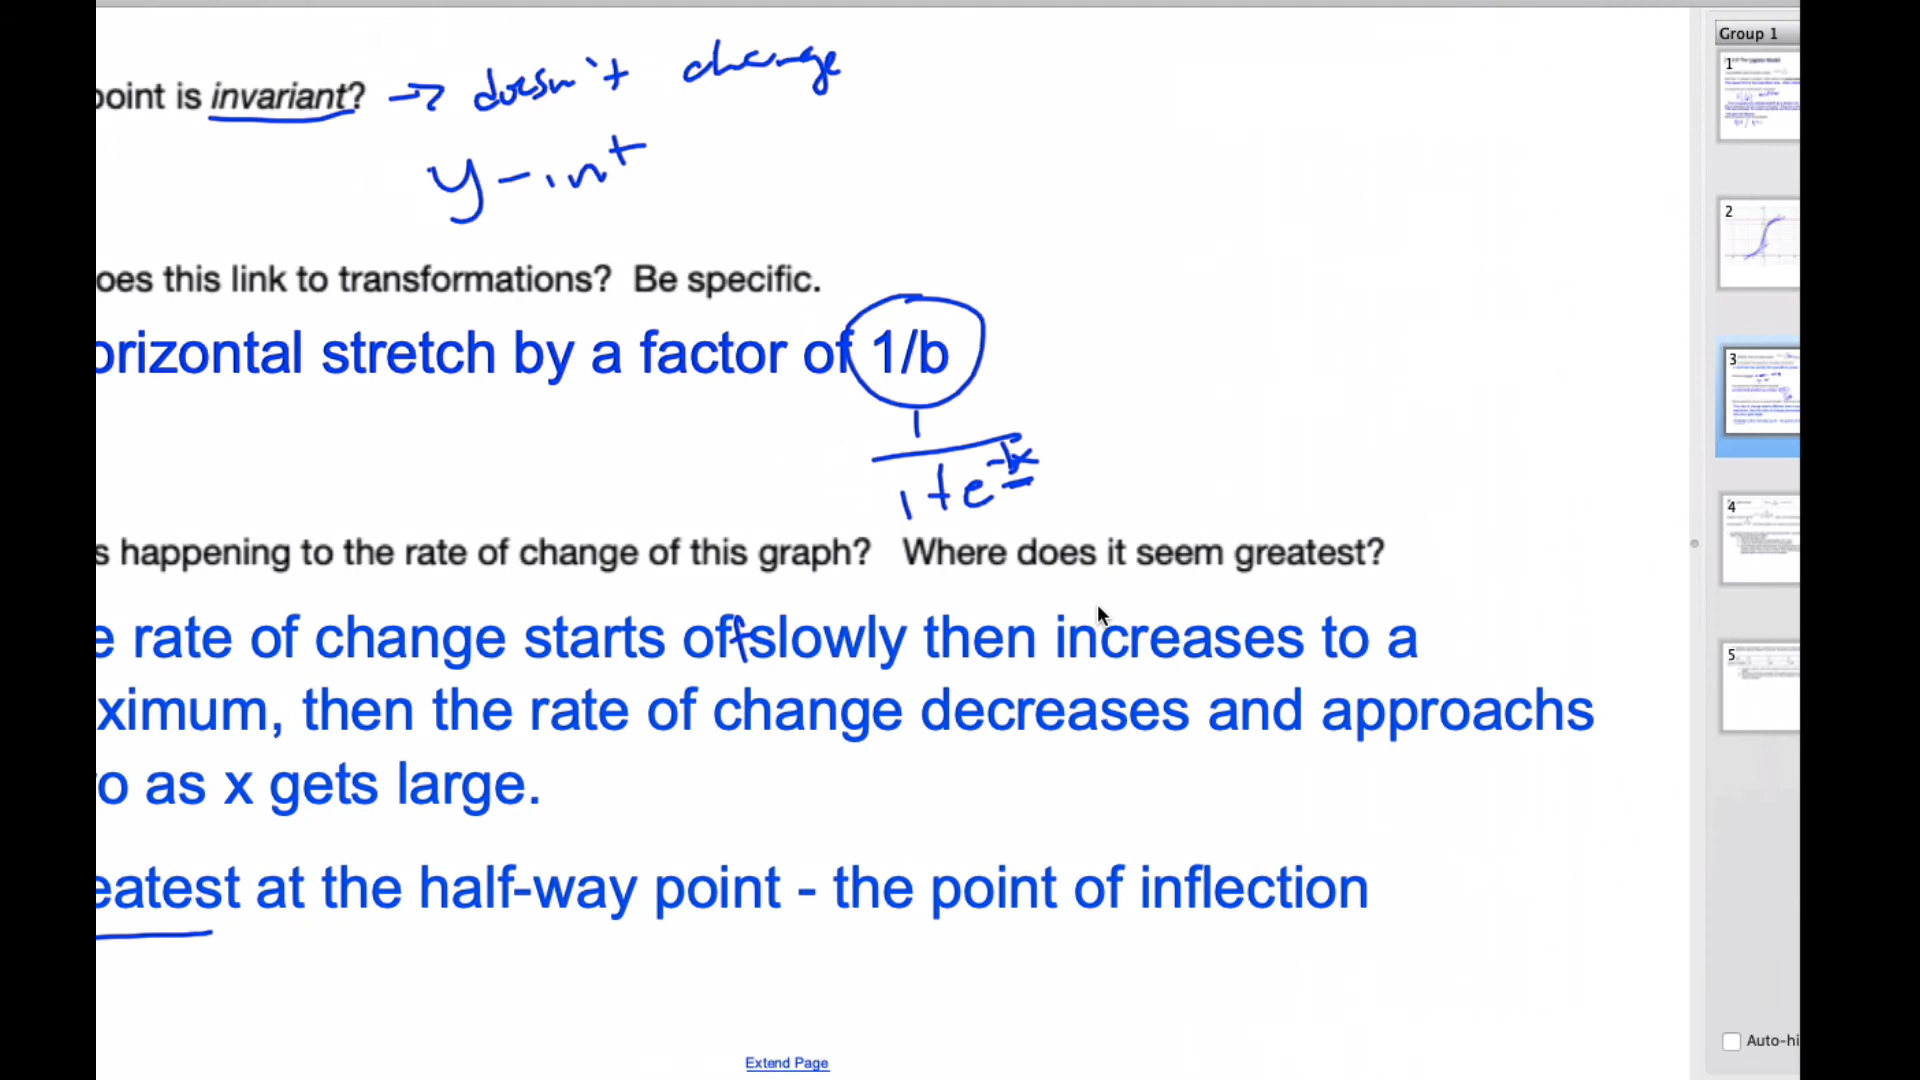 Group 1
point is invariant? → doesn't change
y-int
oes this link to transformations? Be specific.
orizontal stretch by a factor of 1/b
1
1+e^-bx
s happening to the rate of change of this graph? Where does it seem greatest?
e rate of change starts off slowly then increases to a
ximum, then the rate of change decreases and approachs
ro as x gets large.
eatest at the half-way point - the point of inflection
Extend Page
1
2
3
4
5
Auto-hi